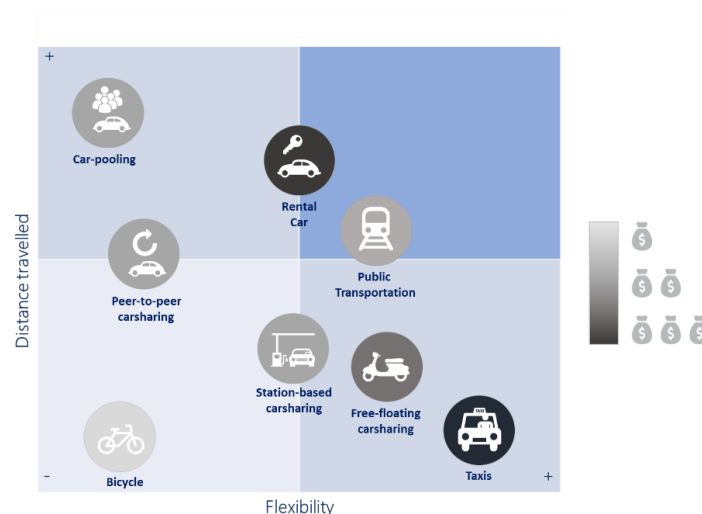 +
Car-pooling
Rental
Car
Public
Transportation
Peer-to-peer
carsharing
Distance travelled
$
$ $
$ $ $
Station-based
carsharing
Free-floating
carsharing
TAXI
Taxis
Bicycle
-
+
Flexibility